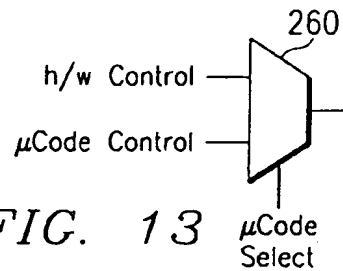 260
h/w Control
μCode Control
FIG. 13
μCode
Select